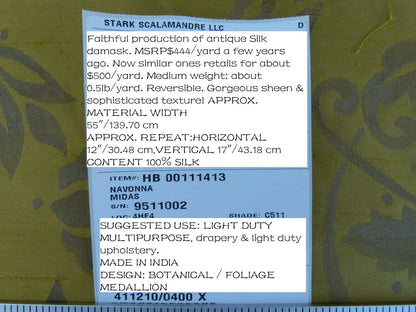 STARK SCALAMANDRE LLC D
Faithful production of antique Silk
damask. MSRP$444/yard a few years
ago. Now similar ones retails for about
$500/yard. Medium weight: about
0.5lb/yard. Reversible. Gorgeous sheen &
sophisticated texture! APPROX.
MATERIAL WIDTH
55"/139.70 cm
APPROX. REPEAT:HORIZONTAL
12"/30.48 cm,VERTICAL 17"/43.18 cm
CONTENT 100% SILK
ITEM#: HB 00111413
NAVONNA
MIDAS
S/N: 9511002
LOC: 4HF4 SHADE: C511
SUGGESTED USE: LIGHT DUTY
MULTIPURPOSE, drapery & light duty
upholstery.
MADE IN INDIA
DESIGN: BOTANICAL / FOLIAGE
MEDALLION
411210/0400 X